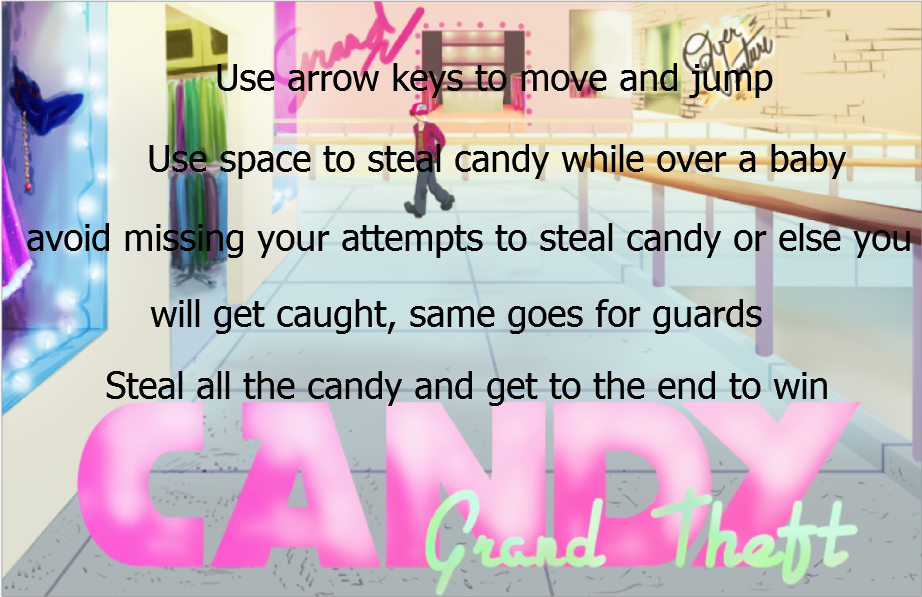 Grand
Over
Use arrow keys to move and jump
Use space to steal candy while over a baby
avoid missing your attempts to steal candy or else you
will get caught, same goes for guards
Steal all the candy and get to the end to win
CANDY
Grand Theft